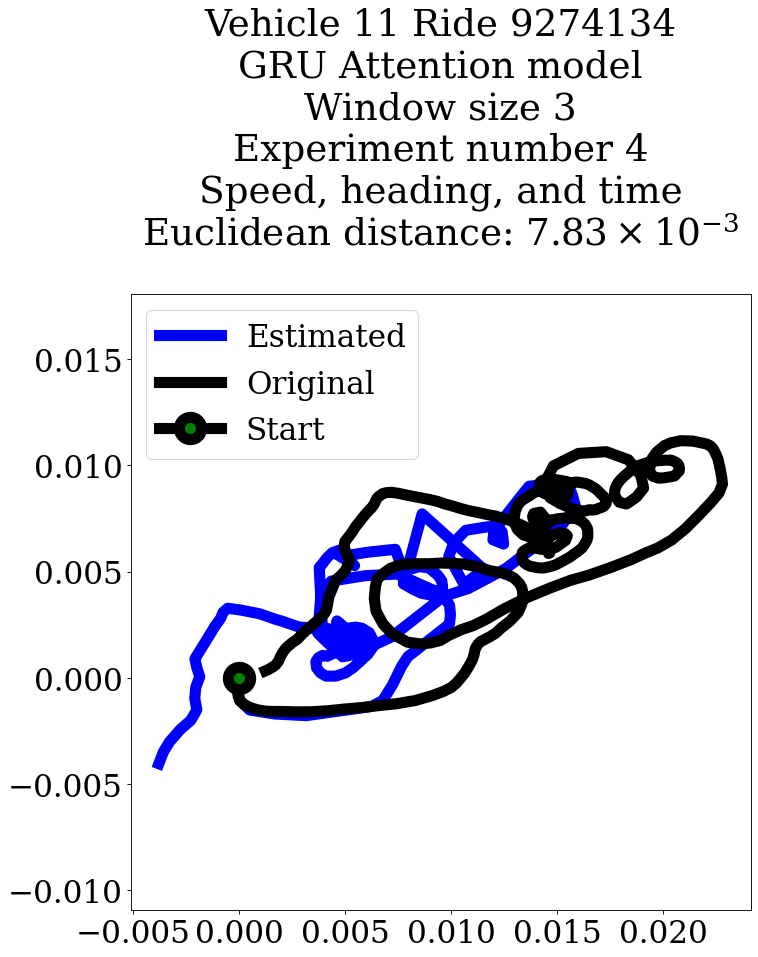 Vehicle 11 Ride 9274134
GRU Attention model
Window size 3
Experiment number 4
Speed, heading, and time
Euclidean distance: 7.83 × 10⁻³
Estimated
Original
Start
0.015
0.010
0.005
0.000
−0.005
−0.010
−0.005 0.000 0.005 0.010 0.015 0.020